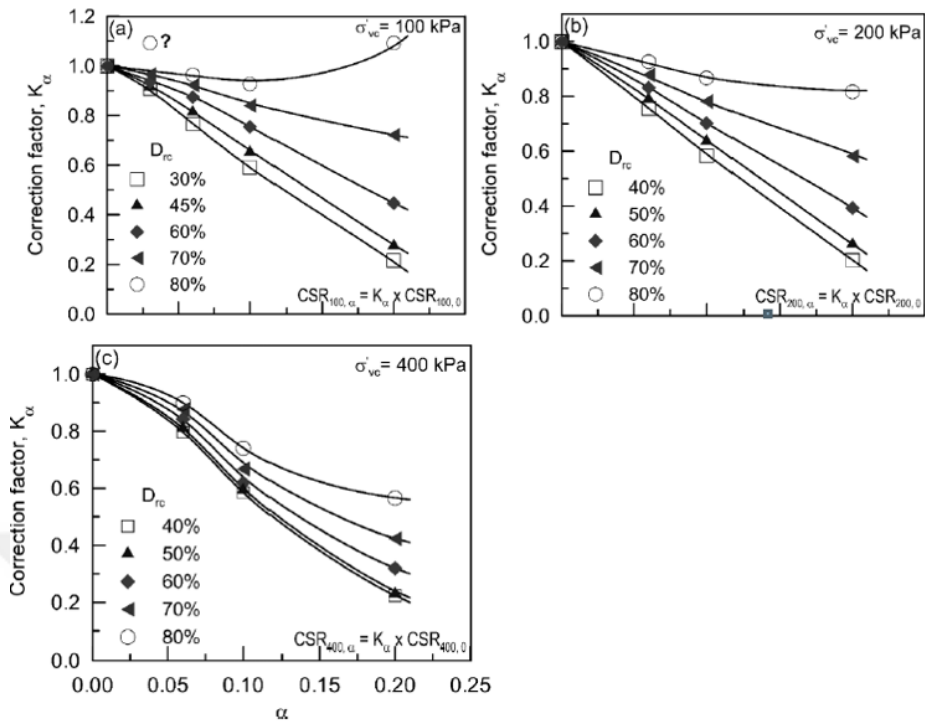 (a)
σ'vc = 100 kPa
?
Correction factor, Kα
1.2
1.0
0.8
0.6
0.4
0.2
0.0
Drc
30%
45%
60%
70%
80%
CSR100, α = Kα x CSR100, 0
(b)
σ'vc = 200 kPa
Correction factor, Kα
1.0
0.8
0.6
0.4
0.2
0.0
Drc
40%
50%
60%
70%
80%
CSR200, α = Kα x CSR200, 0
(c)
σ'vc = 400 kPa
Correction factor, Kα
1.0
0.8
0.6
0.4
0.2
0.0
Drc
40%
50%
60%
70%
80%
CSR400, α = Kα x CSR400, 0
0.00 0.05 0.10 0.15 0.20 0.25
α